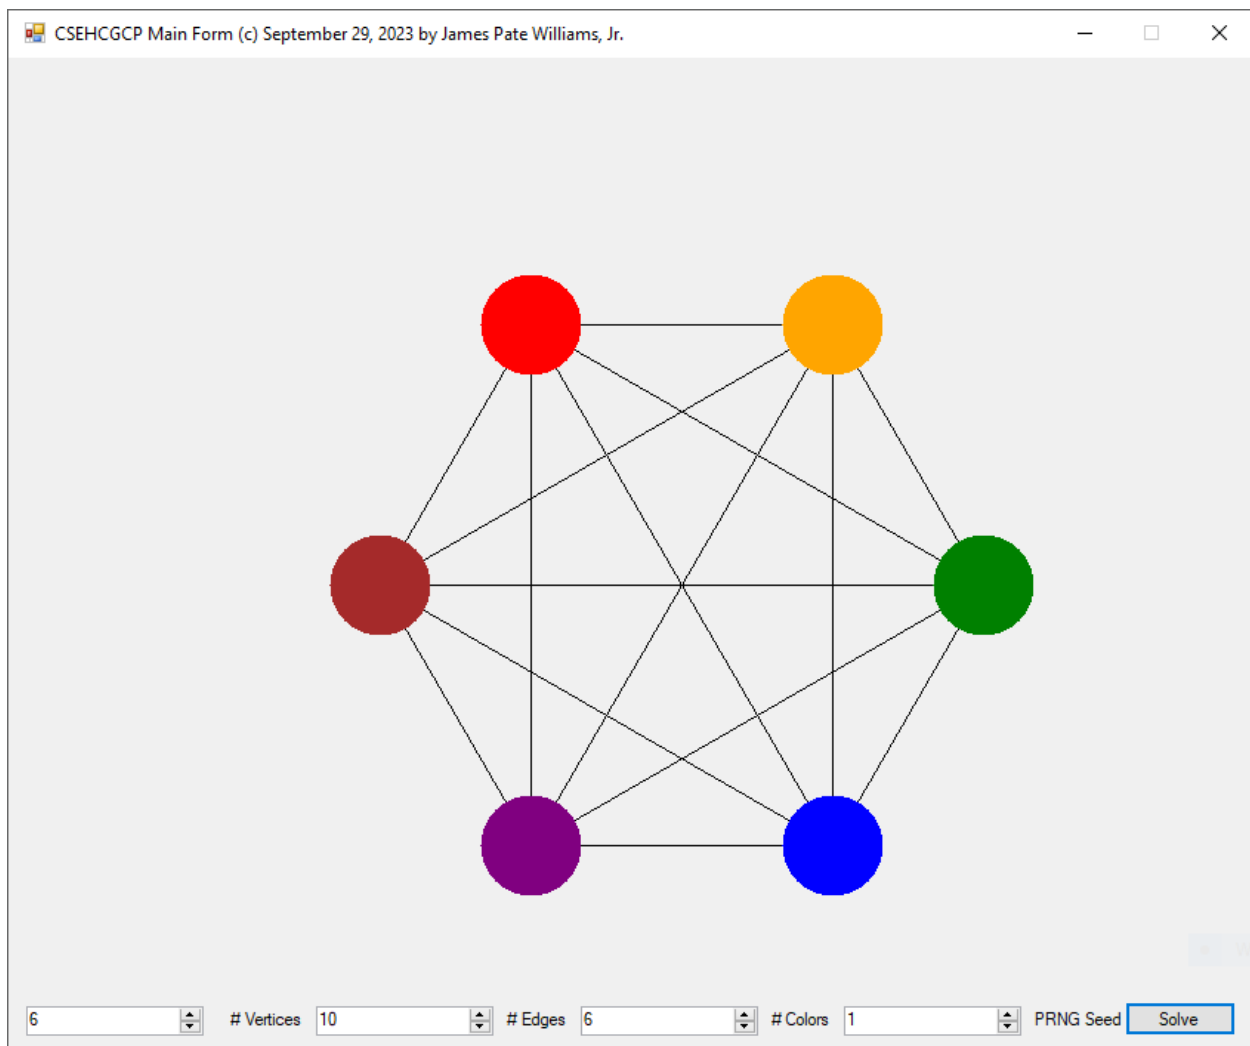 CSEHCGCP Main Form (c) September 29, 2023 by James Pate Williams, Jr.
6 # Vertices 10 # Edges 6 # Colors 1 PRNG Seed Solve